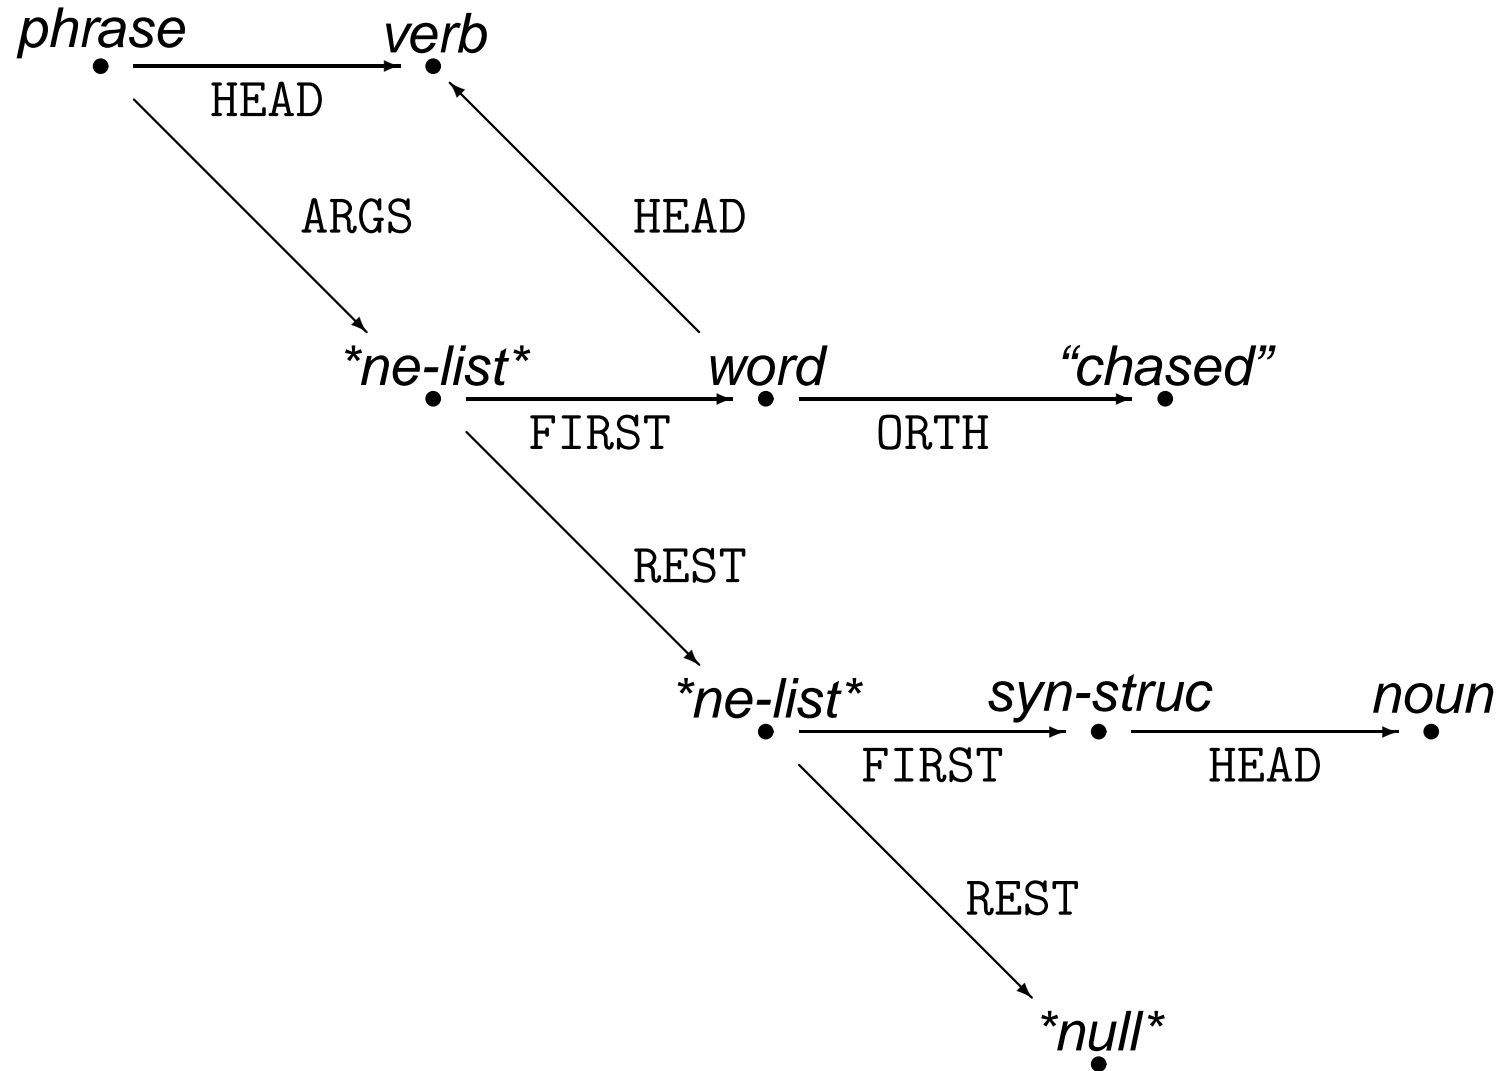 phrase verb
HEAD
ARGS HEAD
*ne-list* word “chased”
FIRST ORTH
REST
*ne-list* syn-struc noun
FIRST HEAD
REST
*null*